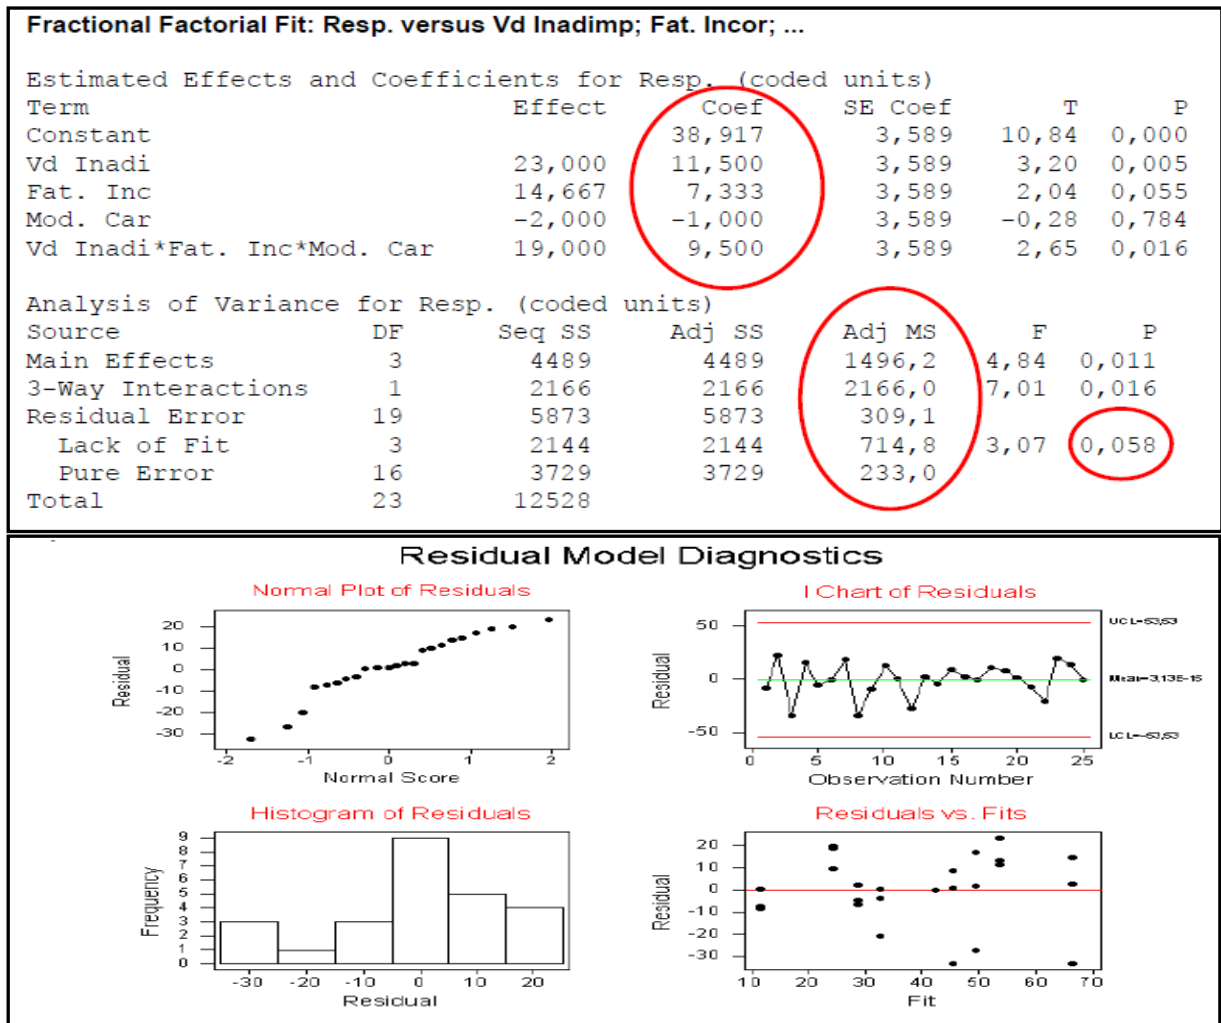 Fractional Factorial Fit: Resp. versus Vd Inadimp; Fat. Incor; ...
Estimated Effects and Coefficients for Resp. (coded units)
Term Effect Coef SE Coef T P
Constant 38,917 3,589 10,84 0,000
Vd Inadi 23,000 11,500 3,589 3,20 0,005
Fat. Inc 14,667 7,333 3,589 2,04 0,055
Mod. Car -2,000 -1,000 3,589 -0,28 0,784
Vd Inadi*Fat. Inc*Mod. Car 19,000 9,500 3,589 2,65 0,016
Analysis of Variance for Resp. (coded units)
Source DF Seq SS Adj SS Adj MS F P
Main Effects 3 4489 4489 1496,2 4,84 0,011
3-Way Interactions 1 2166 2166 2166,0 7,01 0,016
Residual Error 19 5873 5873 309,1
Lack of Fit 3 2144 2144 714,8 3,07 0,058
Pure Error 16 3729 3729 233,0
Total 23 12528
Residual Model Diagnostics
Normal Plot of Residuals
20
10
0
-10
-20
-30
Residual
-2 -1 0 1 2
Normal Score
I Chart of Residuals
50
0
-50
Residual
UCL=53,53
Mean=3,13E-15
LCL=-53,53
0 5 10 15 20 25
Observation Number
Histogram of Residuals
9
8
7
6
5
4
3
2
1
0
Frequency
-30 -20 -10 0 10 20
Residual
Residuals vs. Fits
20
10
0
-10
-20
-30
Residual
10 20 30 40 50 60 70
Fit